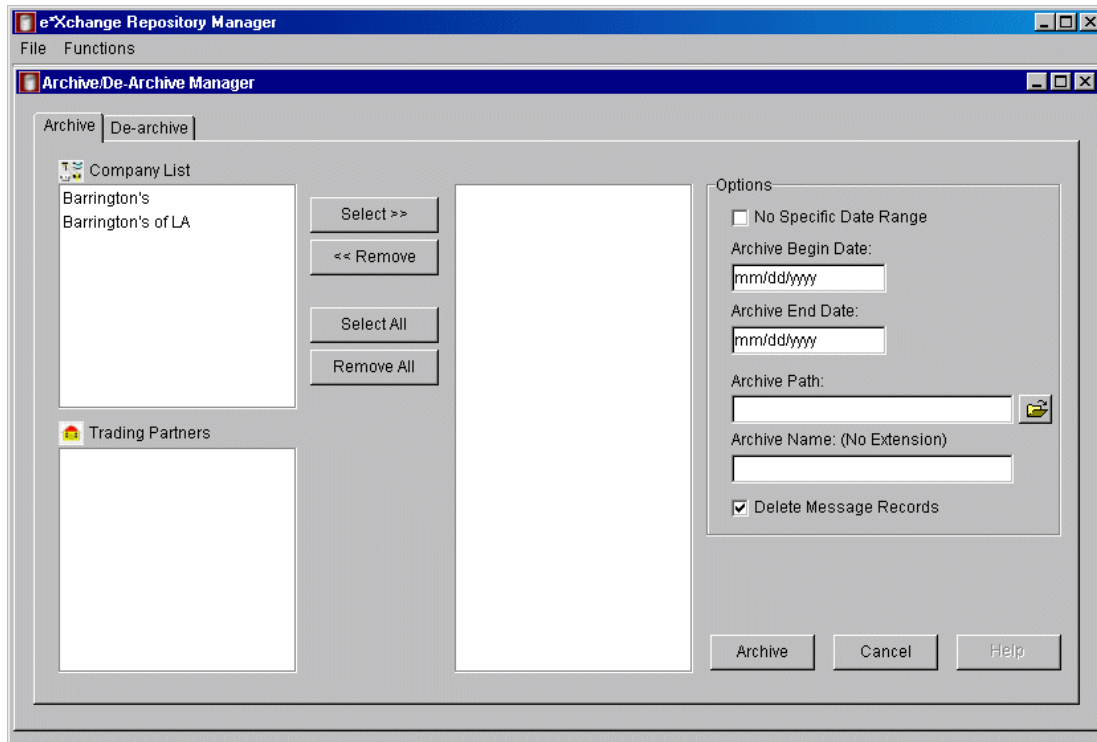 e*Xchange Repository Manager
File Functions
Archive/De-Archive Manager
Archive De-archive
Company List
Barrington's
Barrington's of LA
Select >>
<< Remove
Select All
Remove All
Trading Partners
Options
No Specific Date Range
Archive Begin Date:
mm/dd/yyyy
Archive End Date:
mm/dd/yyyy
Archive Path:
Archive Name: (No Extension)
Delete Message Records
Archive Cancel Help